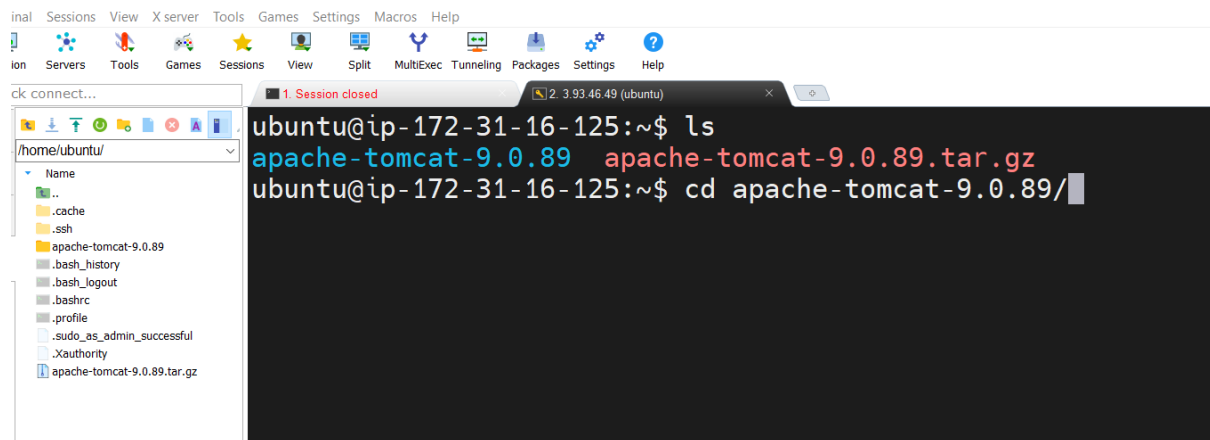 inal Sessions View X server Tools Games Settings Macros Help
ion Servers Tools Games Sessions View Split MultiExec Tunneling Packages Settings Help
ck connect...
1. Session closed
2. 3.93.46.49 (ubuntu)
/home/ubuntu/
Name
..
.cache
.ssh
apache-tomcat-9.0.89
.bash_history
.bash_logout
.bashrc
.profile
.sudo_as_admin_successful
.Xauthority
apache-tomcat-9.0.89.tar.gz
ubuntu@ip-172-31-16-125:~$ ls
apache-tomcat-9.0.89 apache-tomcat-9.0.89.tar.gz
ubuntu@ip-172-31-16-125:~$ cd apache-tomcat-9.0.89/